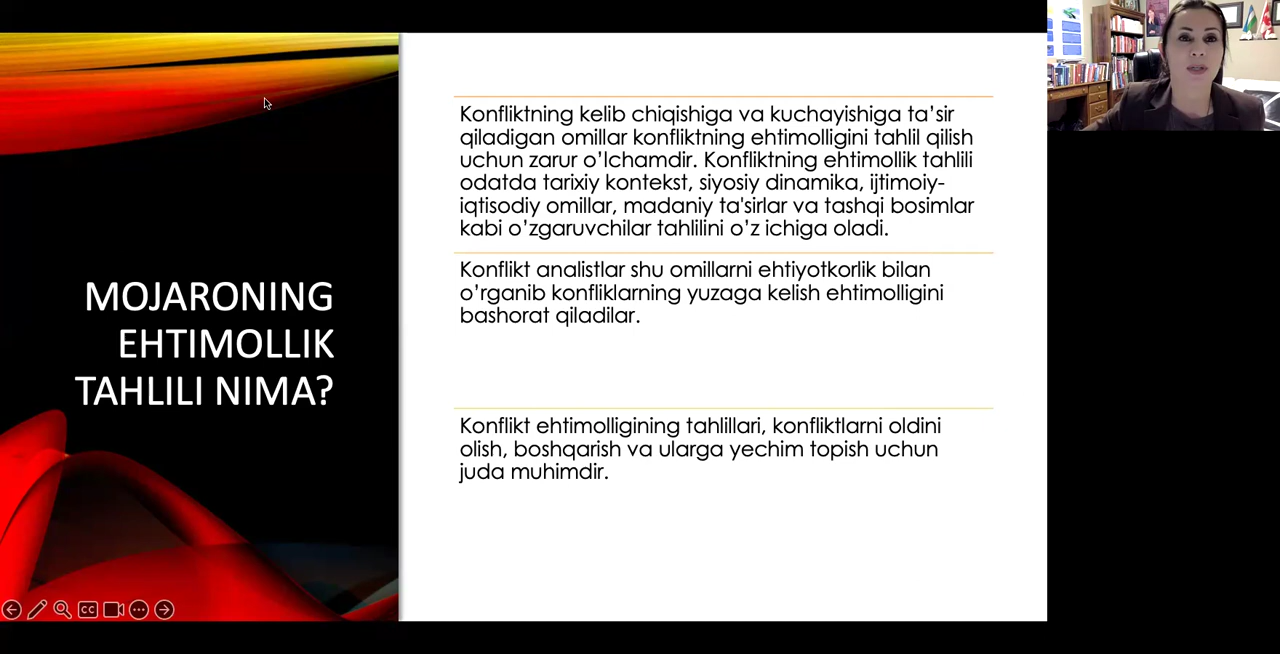 MOJARONING
EHTIMOLLIK
TAHLILI NIMA?
Konfliktning kelib chiqishiga va kuchayishiga ta’sir
qiladigan omillar konfliktning ehtimolligini tahlil qilish
uchun zarur o’lchamdir. Konfliktning ehtimollik tahlili
odatda tarixiy kontekst, siyosiy dinamika, ijtimoiy-
iqtisodiy omillar, madaniy ta'sirlar va tashqi bosimlar
kabi o’zgaruvchilar tahlilini o’z ichiga oladi.
Konflikt analistlar shu omillarni ehtiyotkorlik bilan
o’rganib konfliklarning yuzaga kelish ehtimolligini
bashorat qiladilar.
Konflikt ehtimolligining tahlillari, konfliktlarni oldini
olish, boshqarish va ularga yechim topish uchun
juda muhimdir.
CC